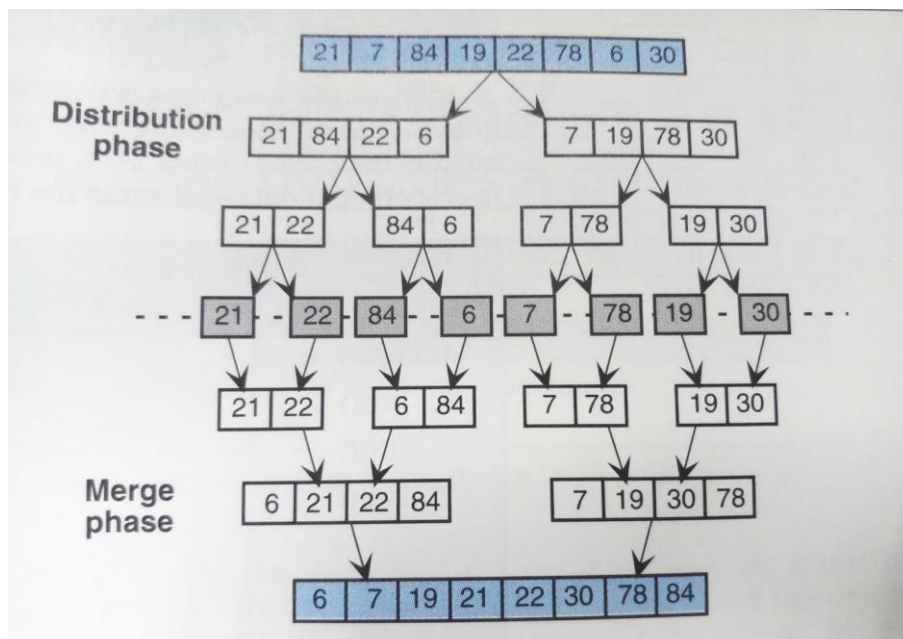 21 7 84 19 22 78 6 30
Distribution
phase
21 84 22 6 7 19 78 30
21 22 84 6 7 78 19 30
21 22 84 6 7 78 19 30
21 22 6 84 7 78 19 30
Merge
phase
6 21 22 84 7 19 30 78
6 7 19 21 22 30 78 84